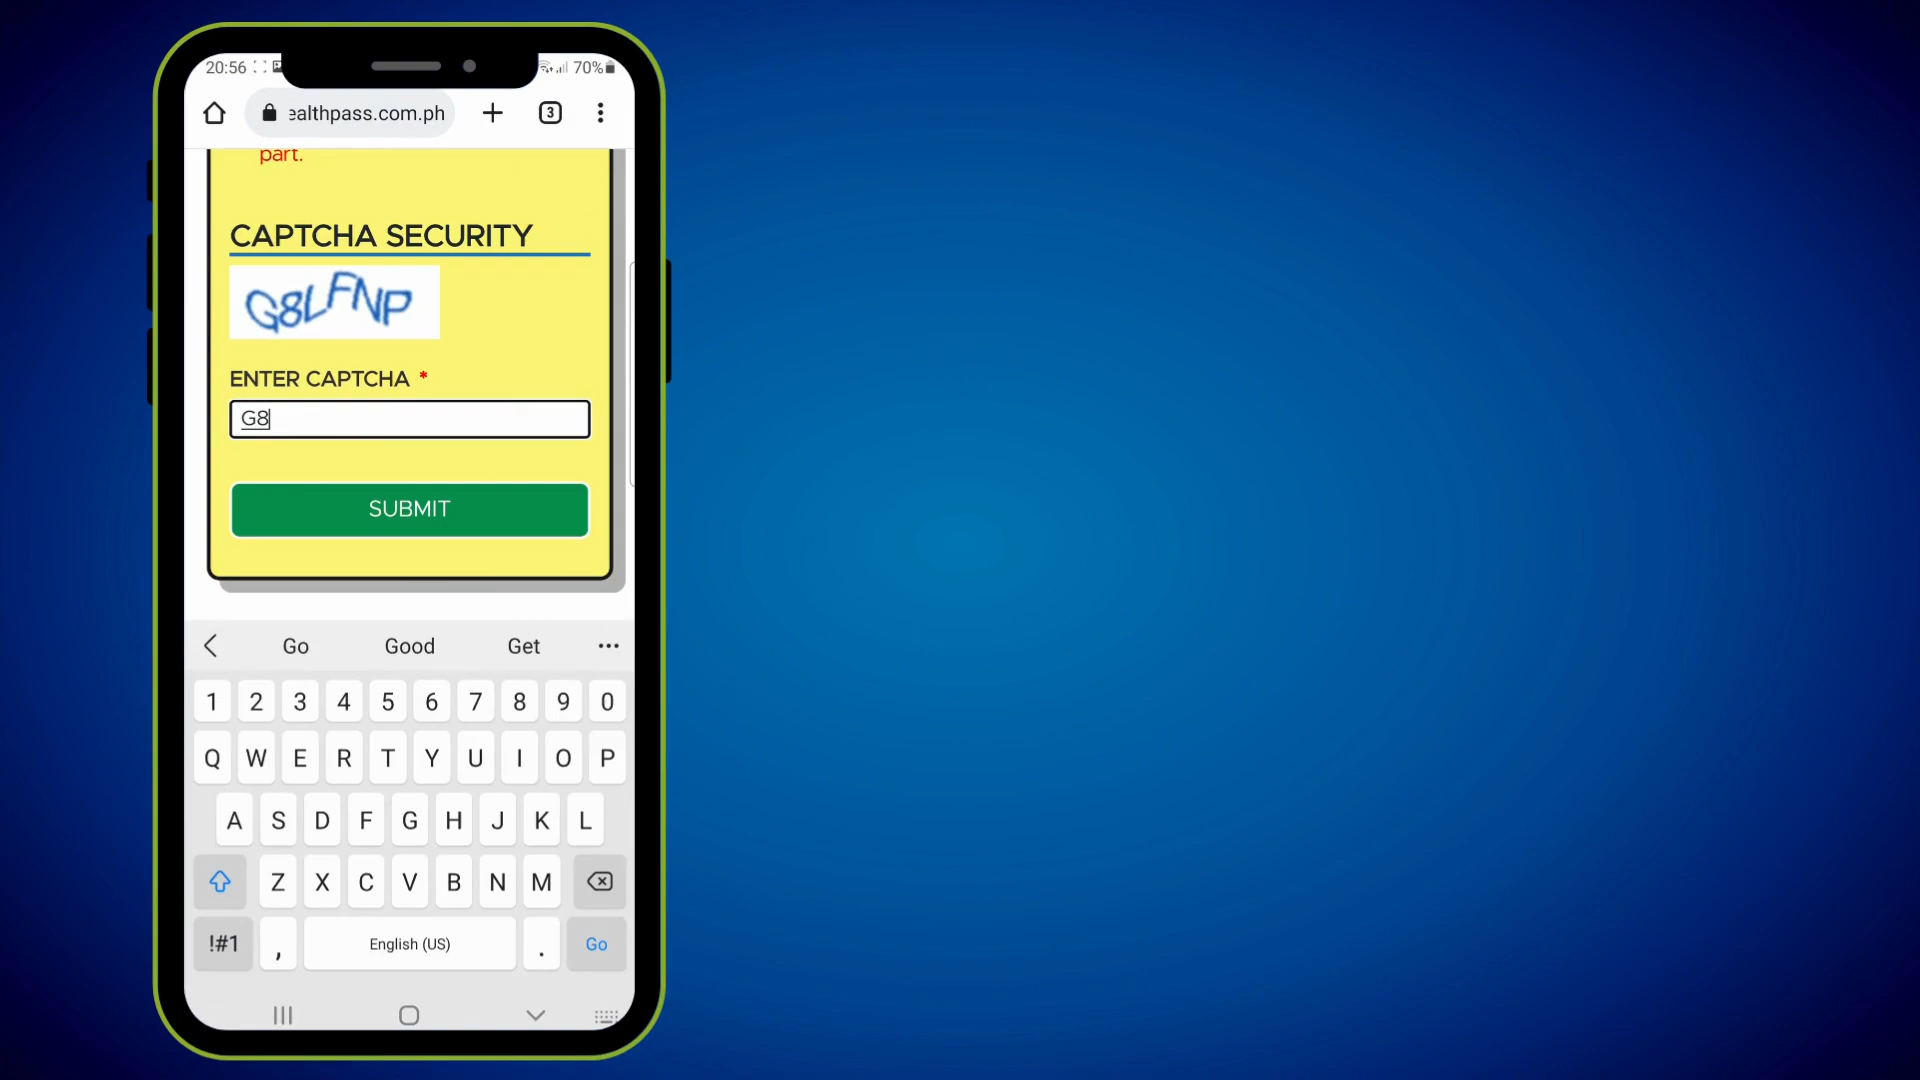 20:56
70%
ealthpass.com.ph
3
part.
CAPTCHA SECURITY
G8LFNP
ENTER CAPTCHA *
G8
SUBMIT
Go Good Get
1 2 3 4 5 6 7 8 9 0
Q W E R T Y U I O P
A S D F G H J K L
Z X C V B N M
!#1 , English (US) . Go